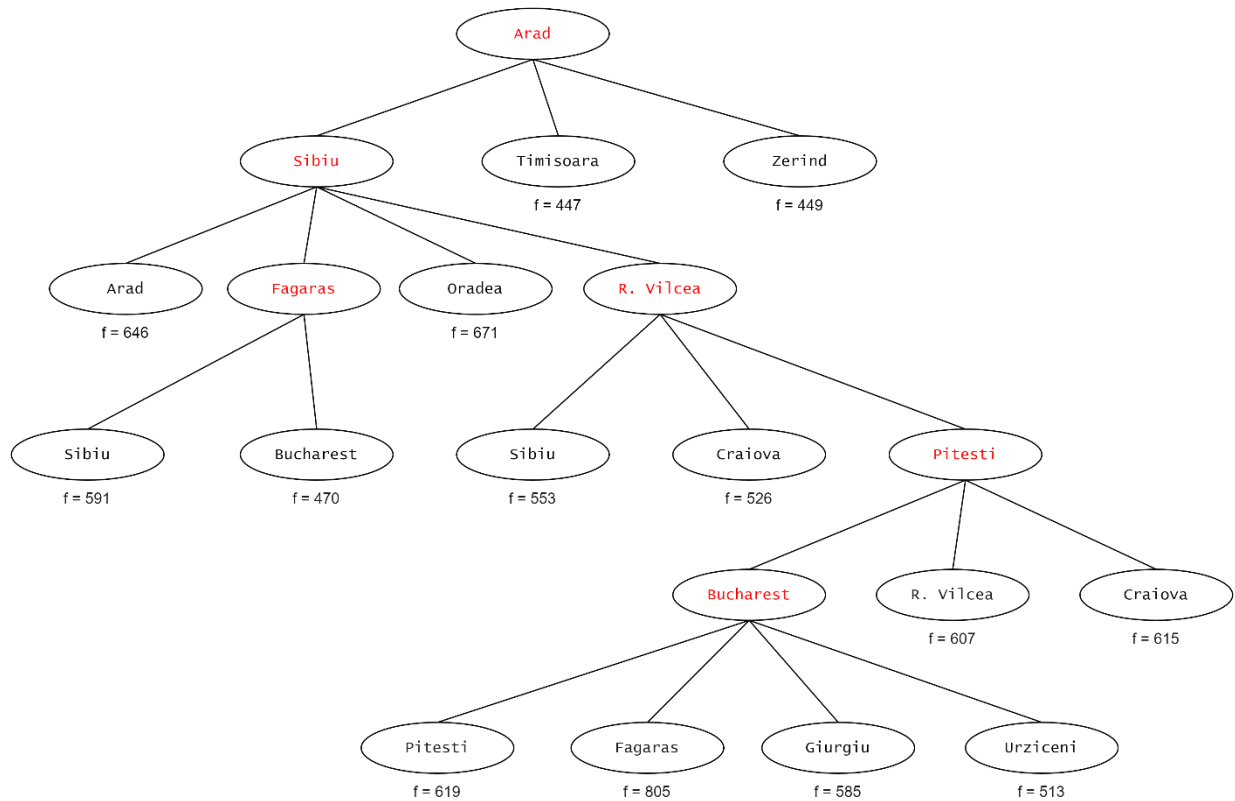 Arad
Sibiu
Timisoara
Zerind
f = 447
f = 449
Arad
Fagaras
Oradea
R. Vilcea
f = 646
f = 671
Sibiu
Bucharest
Sibiu
Craiova
Pitesti
f = 591
f = 470
f = 553
f = 526
Bucharest
R. Vilcea
Craiova
f = 607
f = 615
Pitesti
Fagaras
Giurgiu
Urziceni
f = 619
f = 805
f = 585
f = 513